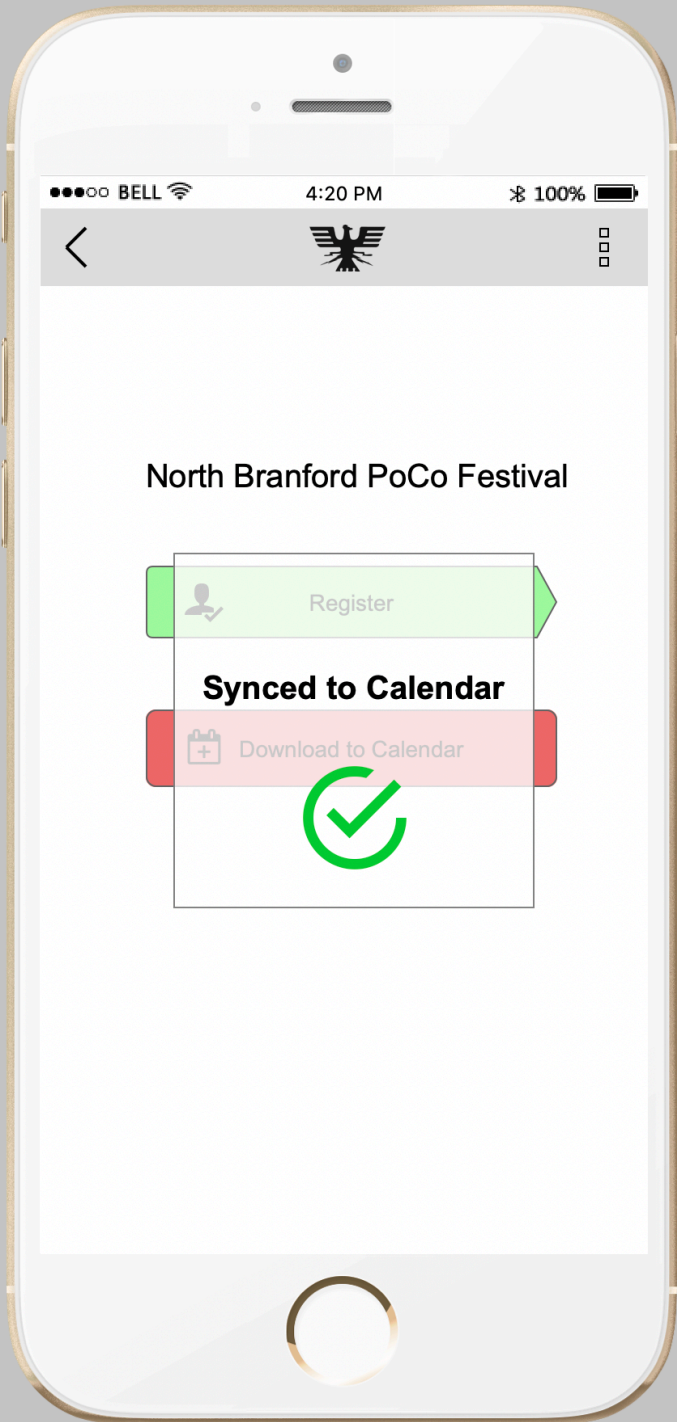 BELL 4:20 PM 100%
North Branford PoCo Festival
Register
Synced to Calendar
Download to Calendar